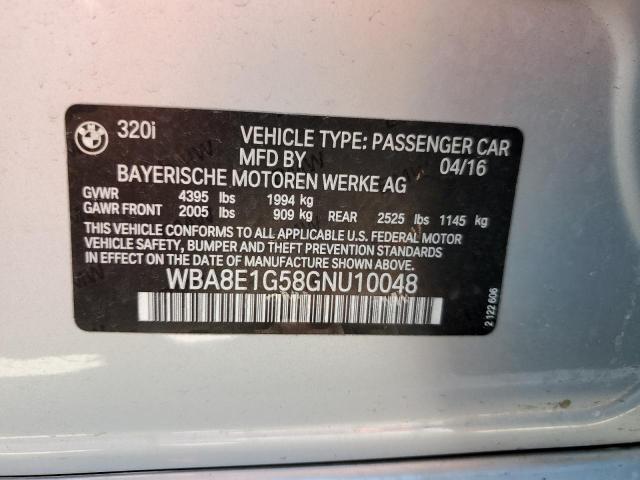 BMW 320i
VEHICLE TYPE: PASSENGER CAR
MFD BY 04/16
BAYERISCHE MOTOREN WERKE AG
GVWR 4395 lbs 1994 kg
GAWR FRONT 2005 lbs 909 kg REAR 2525 lbs 1145 kg
THIS VEHICLE CONFORMS TO ALL APPLICABLE U.S. FEDERAL MOTOR
VEHICLE SAFETY, BUMPER AND THEFT PREVENTION STANDARDS
IN EFFECT ON THE DATE OF MANUFACTURE SHOWN ABOVE.
WBA8E1G58GNU10048
2 122 606